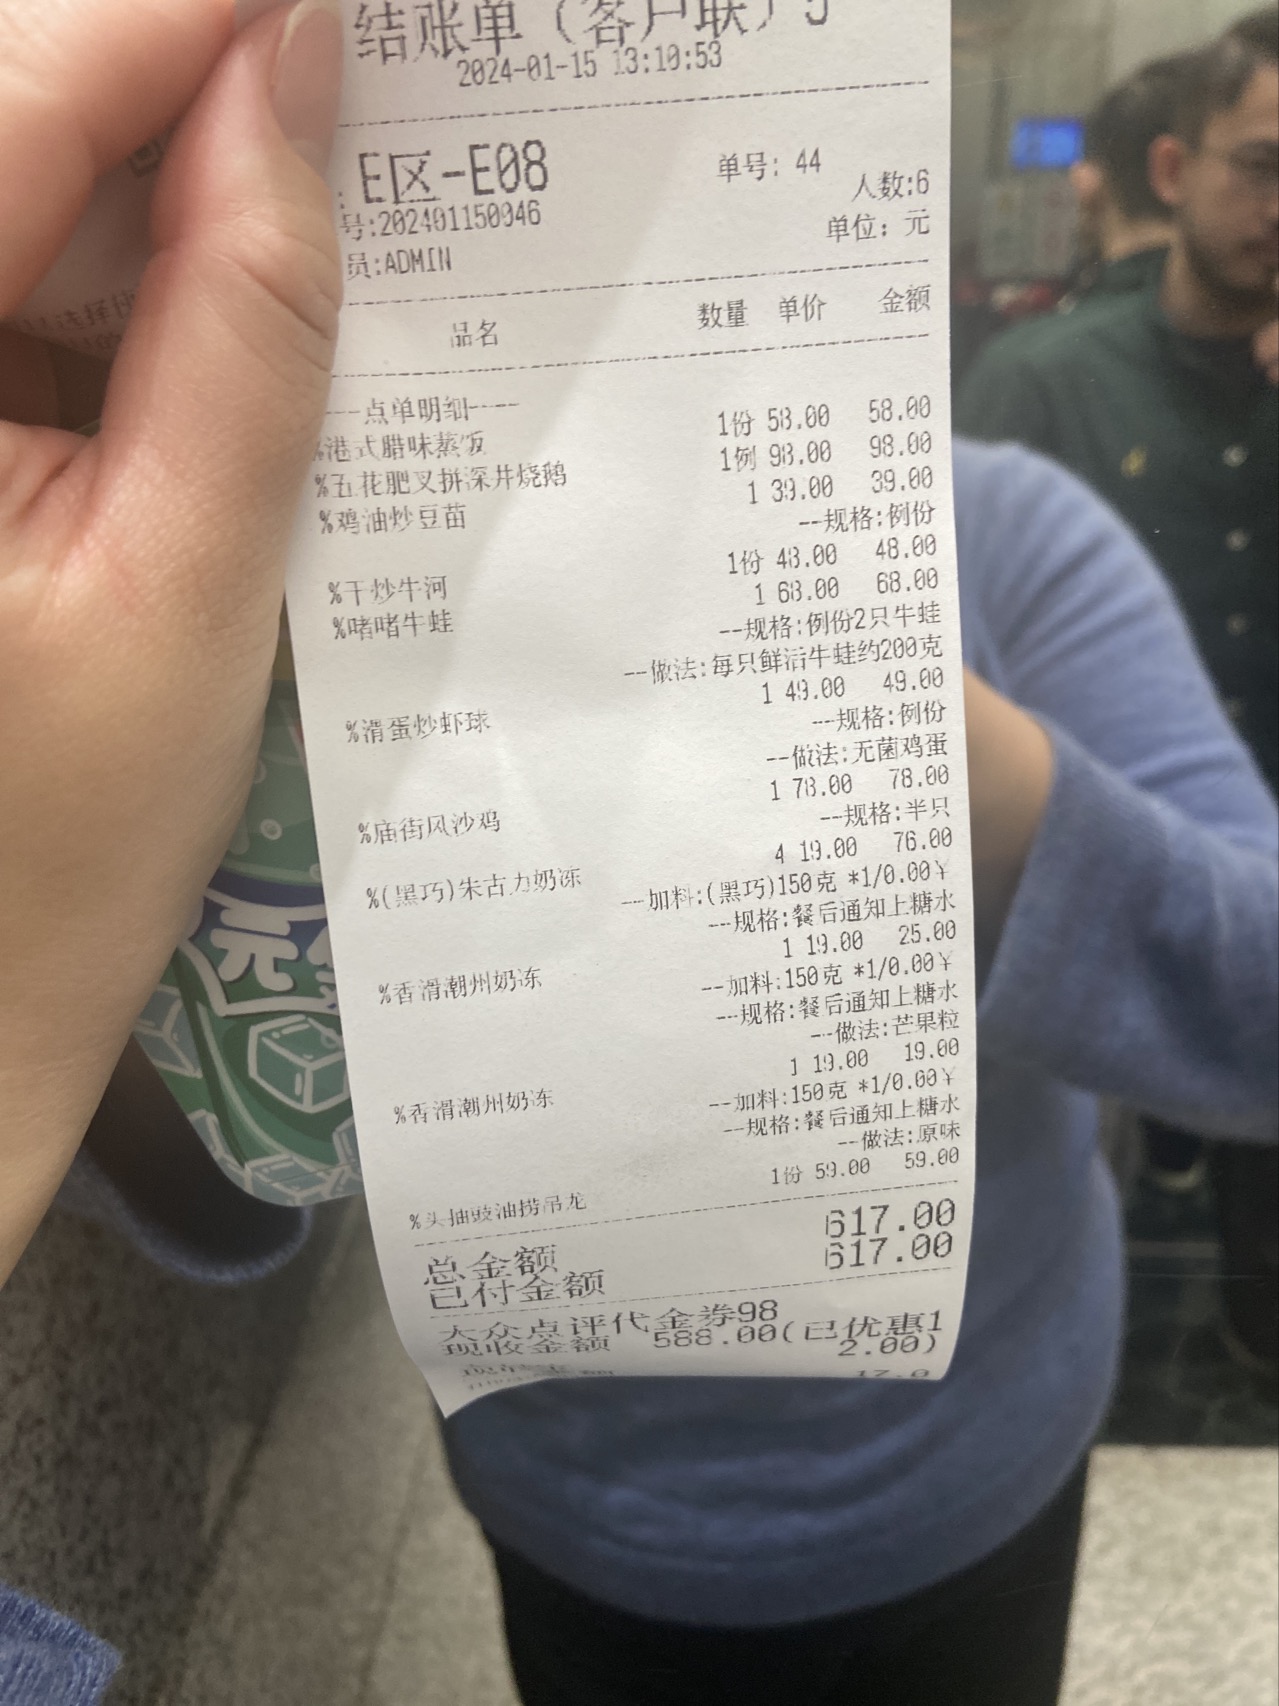 结账单（客户联）
2024-01-15 13:10:53
E区-E08
单号: 44
号:202401150046
人数:6
员:ADMIN
单位: 元
品名 数量 单价 金额
----点单明细----
%港式腊味蒸饭 1份 58.00 58.00
%五花肥叉拼深井烧鹅 1例 98.00 98.00
%鸡油炒豆苗 1 39.00 39.00
--规格:例份
%干炒牛河 1份 48.00 48.00
%啫啫牛蛙 1 68.00 68.00
--规格:例份2只牛蛙
--做法:每只鲜活牛蛙约200克
%滑蛋炒虾球 1 49.00 49.00
--规格:例份
--做法:无菌鸡蛋
%庙街风沙鸡 1 78.00 78.00
--规格:半只
%(黑巧)朱古力奶冻 4 19.00 76.00
--加料:(黑巧)150克 *1/0.00¥
--规格:餐后通知上糖水
%香滑潮州奶冻 1 19.00 25.00
--加料:150克 *1/0.00¥
--规格:餐后通知上糖水
--做法:芒果粒
%香滑潮州奶冻 1 19.00 19.00
--加料:150克 *1/0.00¥
--规格:餐后通知上糖水
--做法:原味
%头抽豉油捞吊龙 1份 59.00 59.00
总金额 617.00
已付金额 617.00
大众点评代金券98
现收金额 588.00(已优惠1
2.00)
17.0